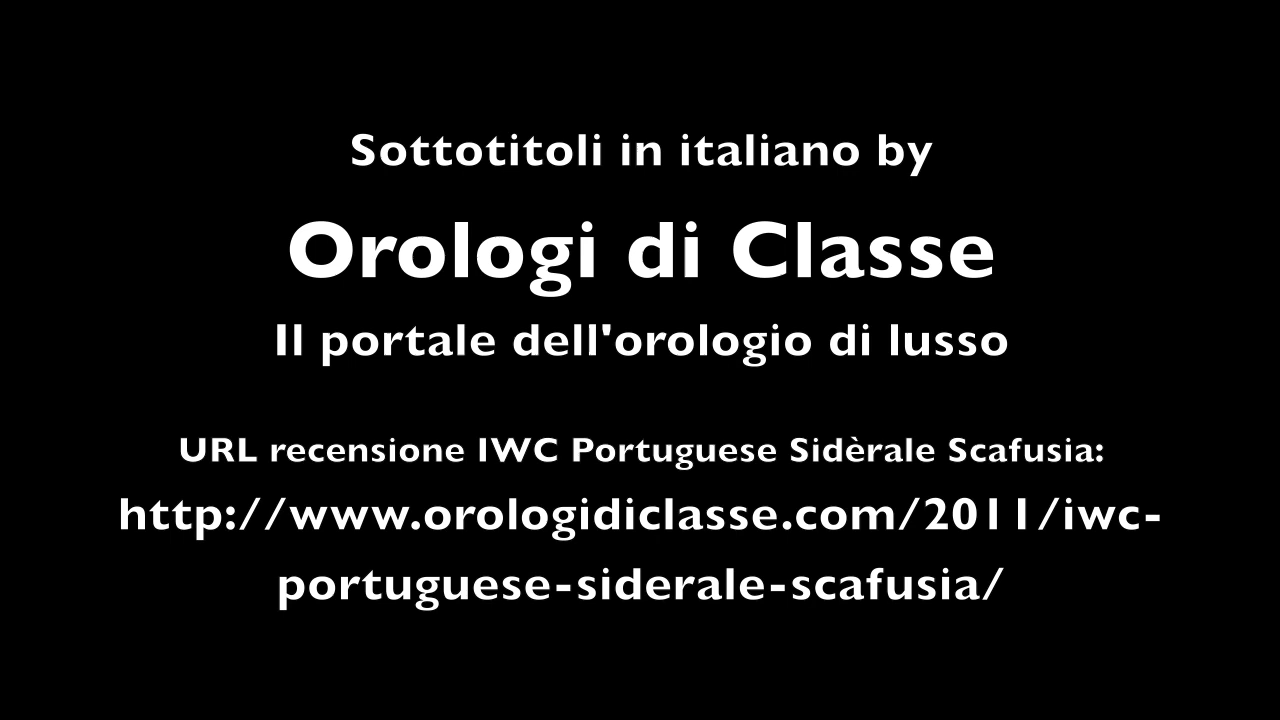 Sottotitoli in italiano by
Orologi di Classe
Il portale dell'orologio di lusso
URL recensione IWC Portuguese Sidèrale Scafusia:
http://www.orologidiclasse.com/2011/iwc-
portuguese-siderale-scafusia/